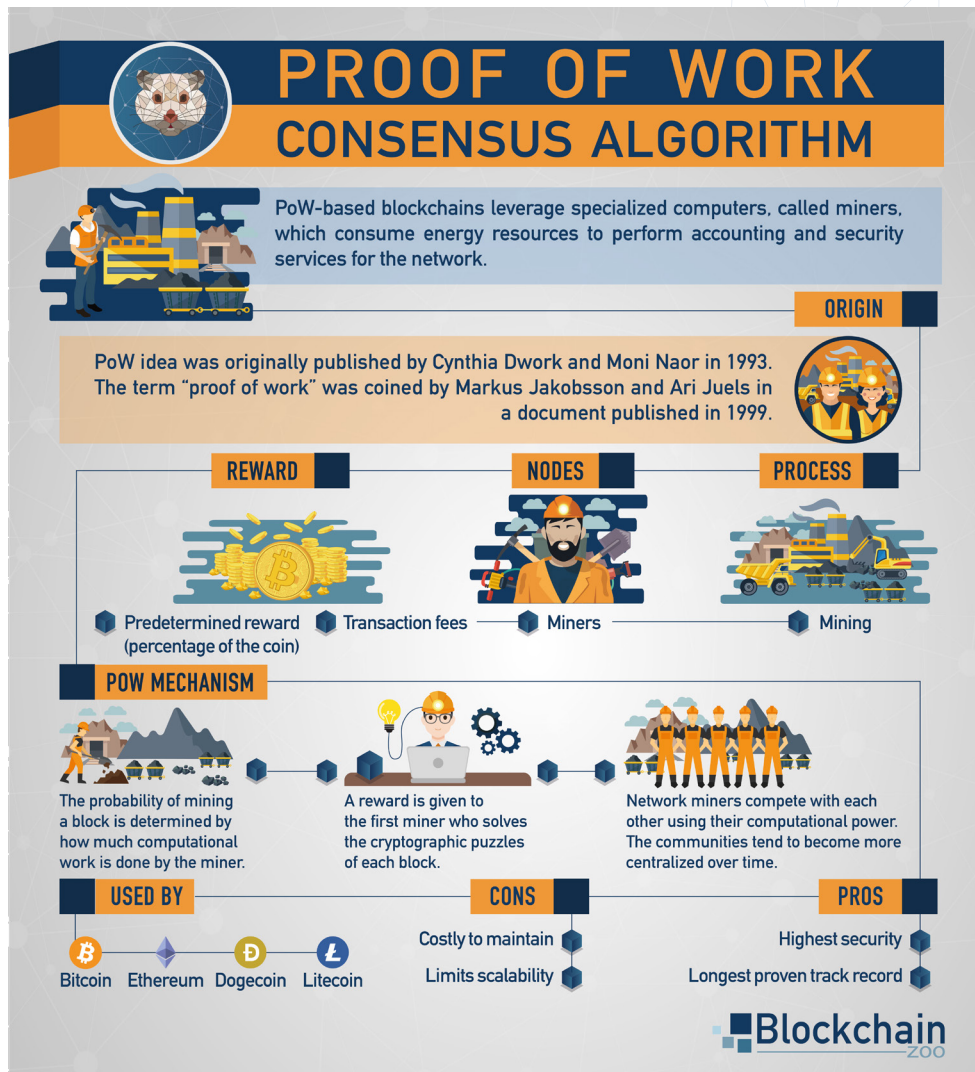 PROOF OF WORK
CONSENSUS ALGORITHM
PoW-based blockchains leverage specialized computers, called miners,
which consume energy resources to perform accounting and security
services for the network.
ORIGIN
PoW idea was originally published by Cynthia Dwork and Moni Naor in 1993.
The term “proof of work” was coined by Markus Jakobsson and Ari Juels in
a document published in 1999.
REWARD
NODES
PROCESS
Predetermined reward
(percentage of the coin)
Transaction fees
Miners
Mining
POW MECHANISM
The probability of mining
a block is determined by
how much computational
work is done by the miner.
A reward is given to
the first miner who solves
the cryptographic puzzles
of each block.
Network miners compete with each
other using their computational power.
The communities tend to become more
centralized over time.
USED BY
Bitcoin
Ethereum
Dogecoin
Litecoin
CONS
Costly to maintain
Limits scalability
PROS
Highest security
Longest proven track record
Blockchain
ZOO